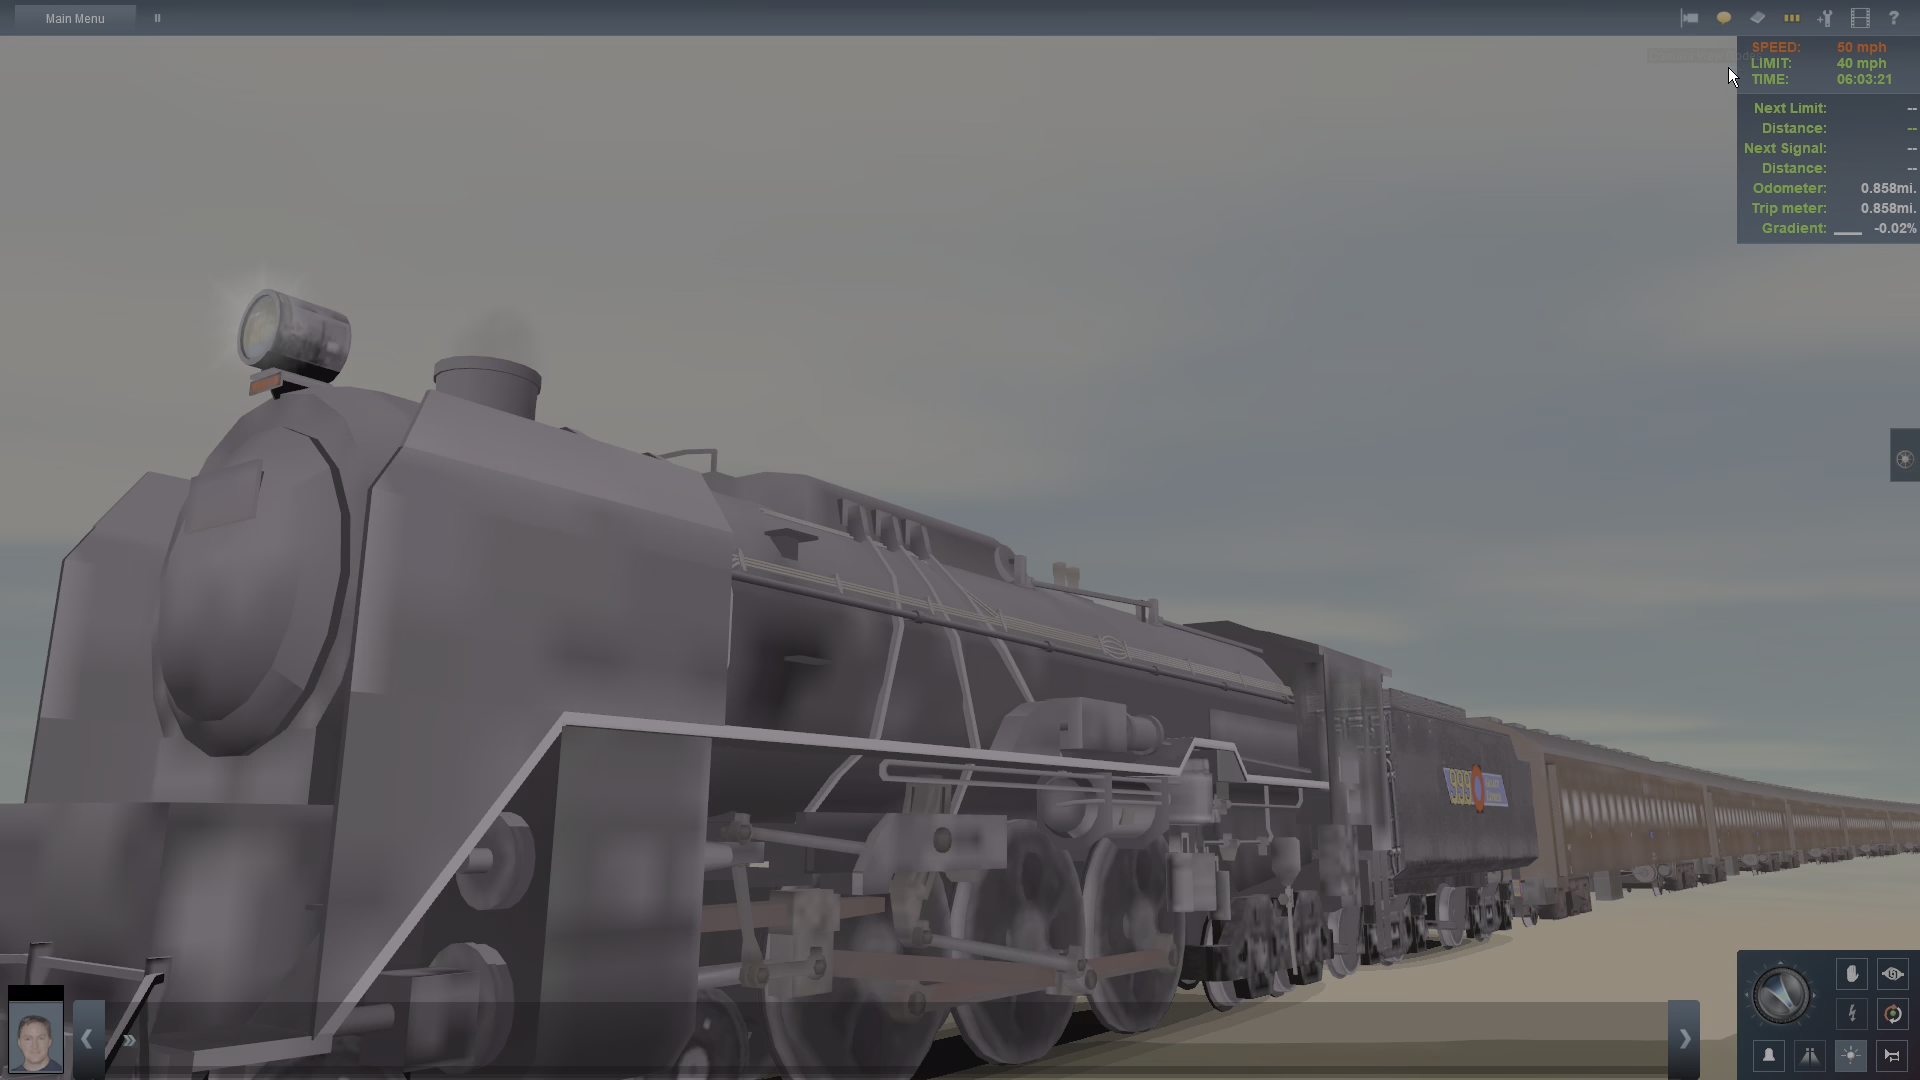 Main Menu
?
SPEED: 50 mph
LIMIT: 40 mph
TIME: 06:03:21
Next Limit: --
Distance: --
Next Signal: --
Distance: --
Odometer: 0.858mi.
Trip meter: 0.858mi.
Gradient: -0.02%
999